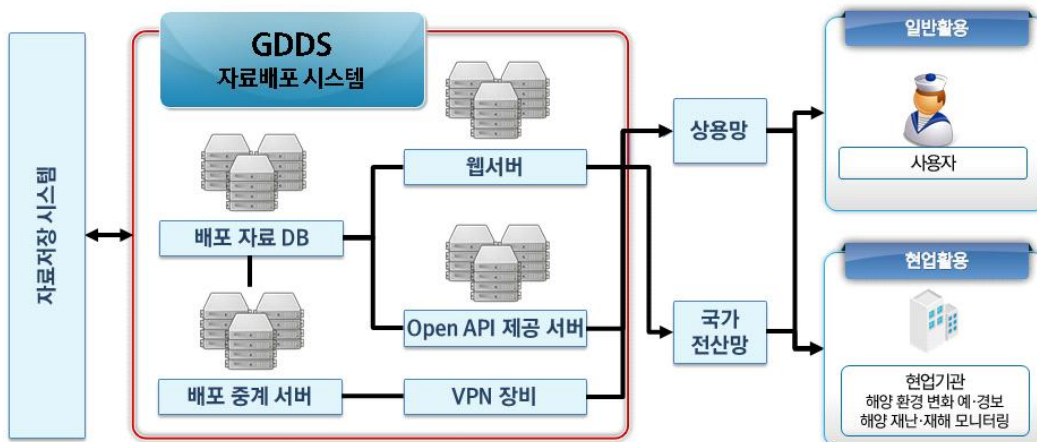 자료저장 시스템
GDDS
자료배포 시스템
웹서버
배포 자료 DB
Open API 제공 서버
배포 중계 서버
VPN 장비
상용망
국가
전산망
일반활용
사용자
현업활용
현업기관
해양 환경 변화 예·경보
해양 재난·재해 모니터링